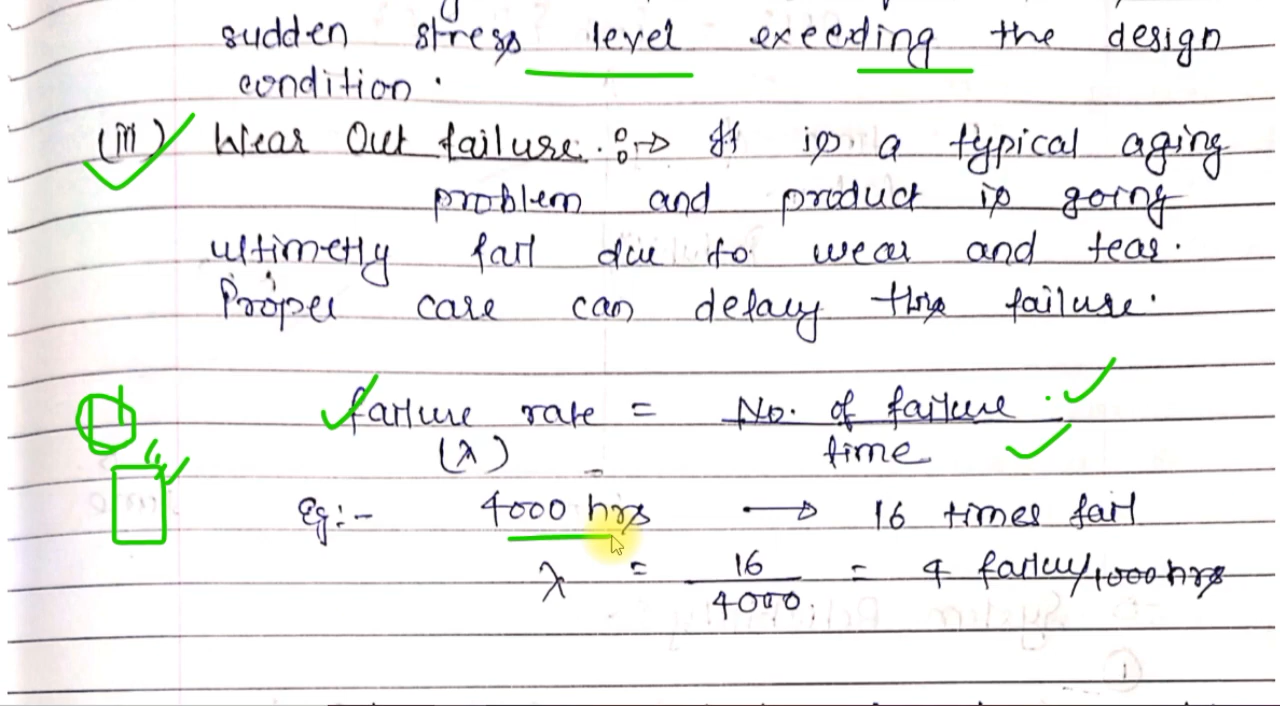 sudden stress level exeeding the design
condition.
(iii) Wear Out failure :→ It is a typical aging
problem and product is going
ultimetly fail due to wear and tear.
Proper care can delay this failure.
failure rate = No. of failure
(λ) time
Eg:- 4000 hrs → 16 times fail
λ = 16/4000 = 4 failure/1000 hrs